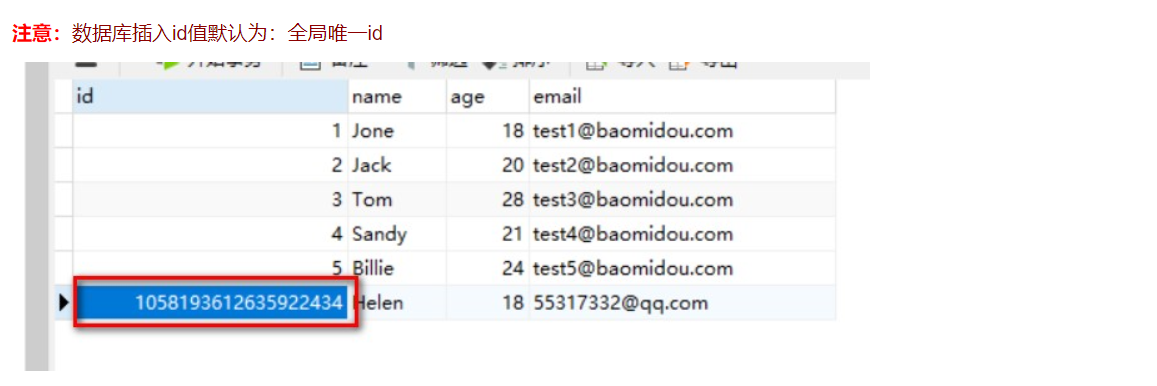 注意：数据库插入id值默认为：全局唯一id
id name age email
1 Jone 18 test1@baomidou.com
2 Jack 20 test2@baomidou.com
3 Tom 28 test3@baomidou.com
4 Sandy 21 test4@baomidou.com
5 Billie 24 test5@baomidou.com
1058193612635922434 Helen 18 55317332@qq.com